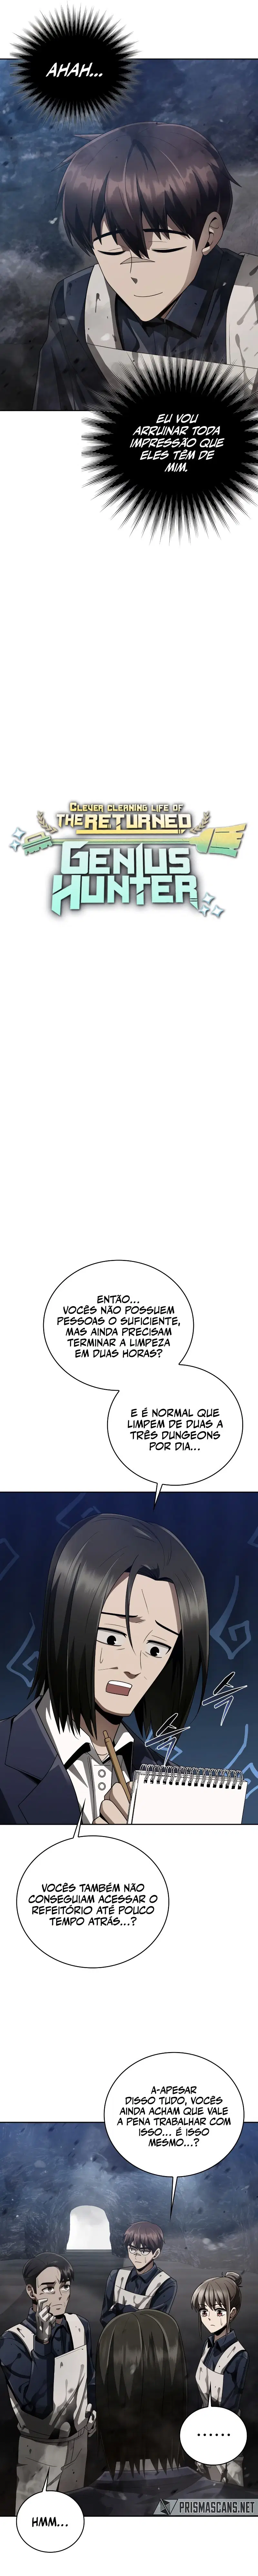 AHAH...
EU VOU
ARRUINAR TODA
IMPRESSÃO QUE
ELES TÊM DE
MIM.
CLEVER CLEANING LIFE OF
THE RETURNED
GENIUS
HUNTER
ENTÃO...
VOCÊS NÃO POSSUEM
PESSOAS O SUFICIENTE,
MAS AINDA PRECISAM
TERMINAR A LIMPEZA
EM DUAS HORAS?
E É NORMAL QUE
LIMPEM DE DUAS A
TRÊS DUNGEONS
POR DIA...
VOCÊS TAMBÉM NÃO
CONSEGUIAM ACESSAR O
REFEITÓRIO ATÉ POUCO
TEMPO ATRÁS...?
A-APESAR
DISSO TUDO, VOCÊS
AINDA ACHAM QUE VALE
A PENA TRABALHAR COM
ISSO... É ISSO
MESMO...?
......
PRISMASCANS.NET
HMM...